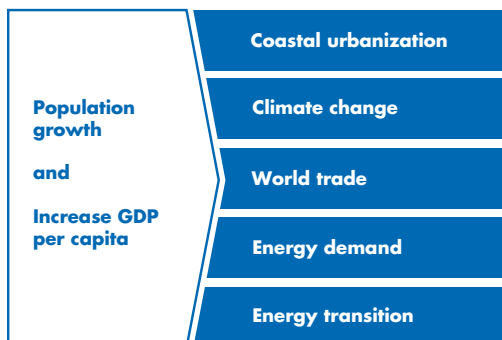 Population
growth
and
Increase GDP
per capita
Coastal urbanization
Climate change
World trade
Energy demand
Energy transition